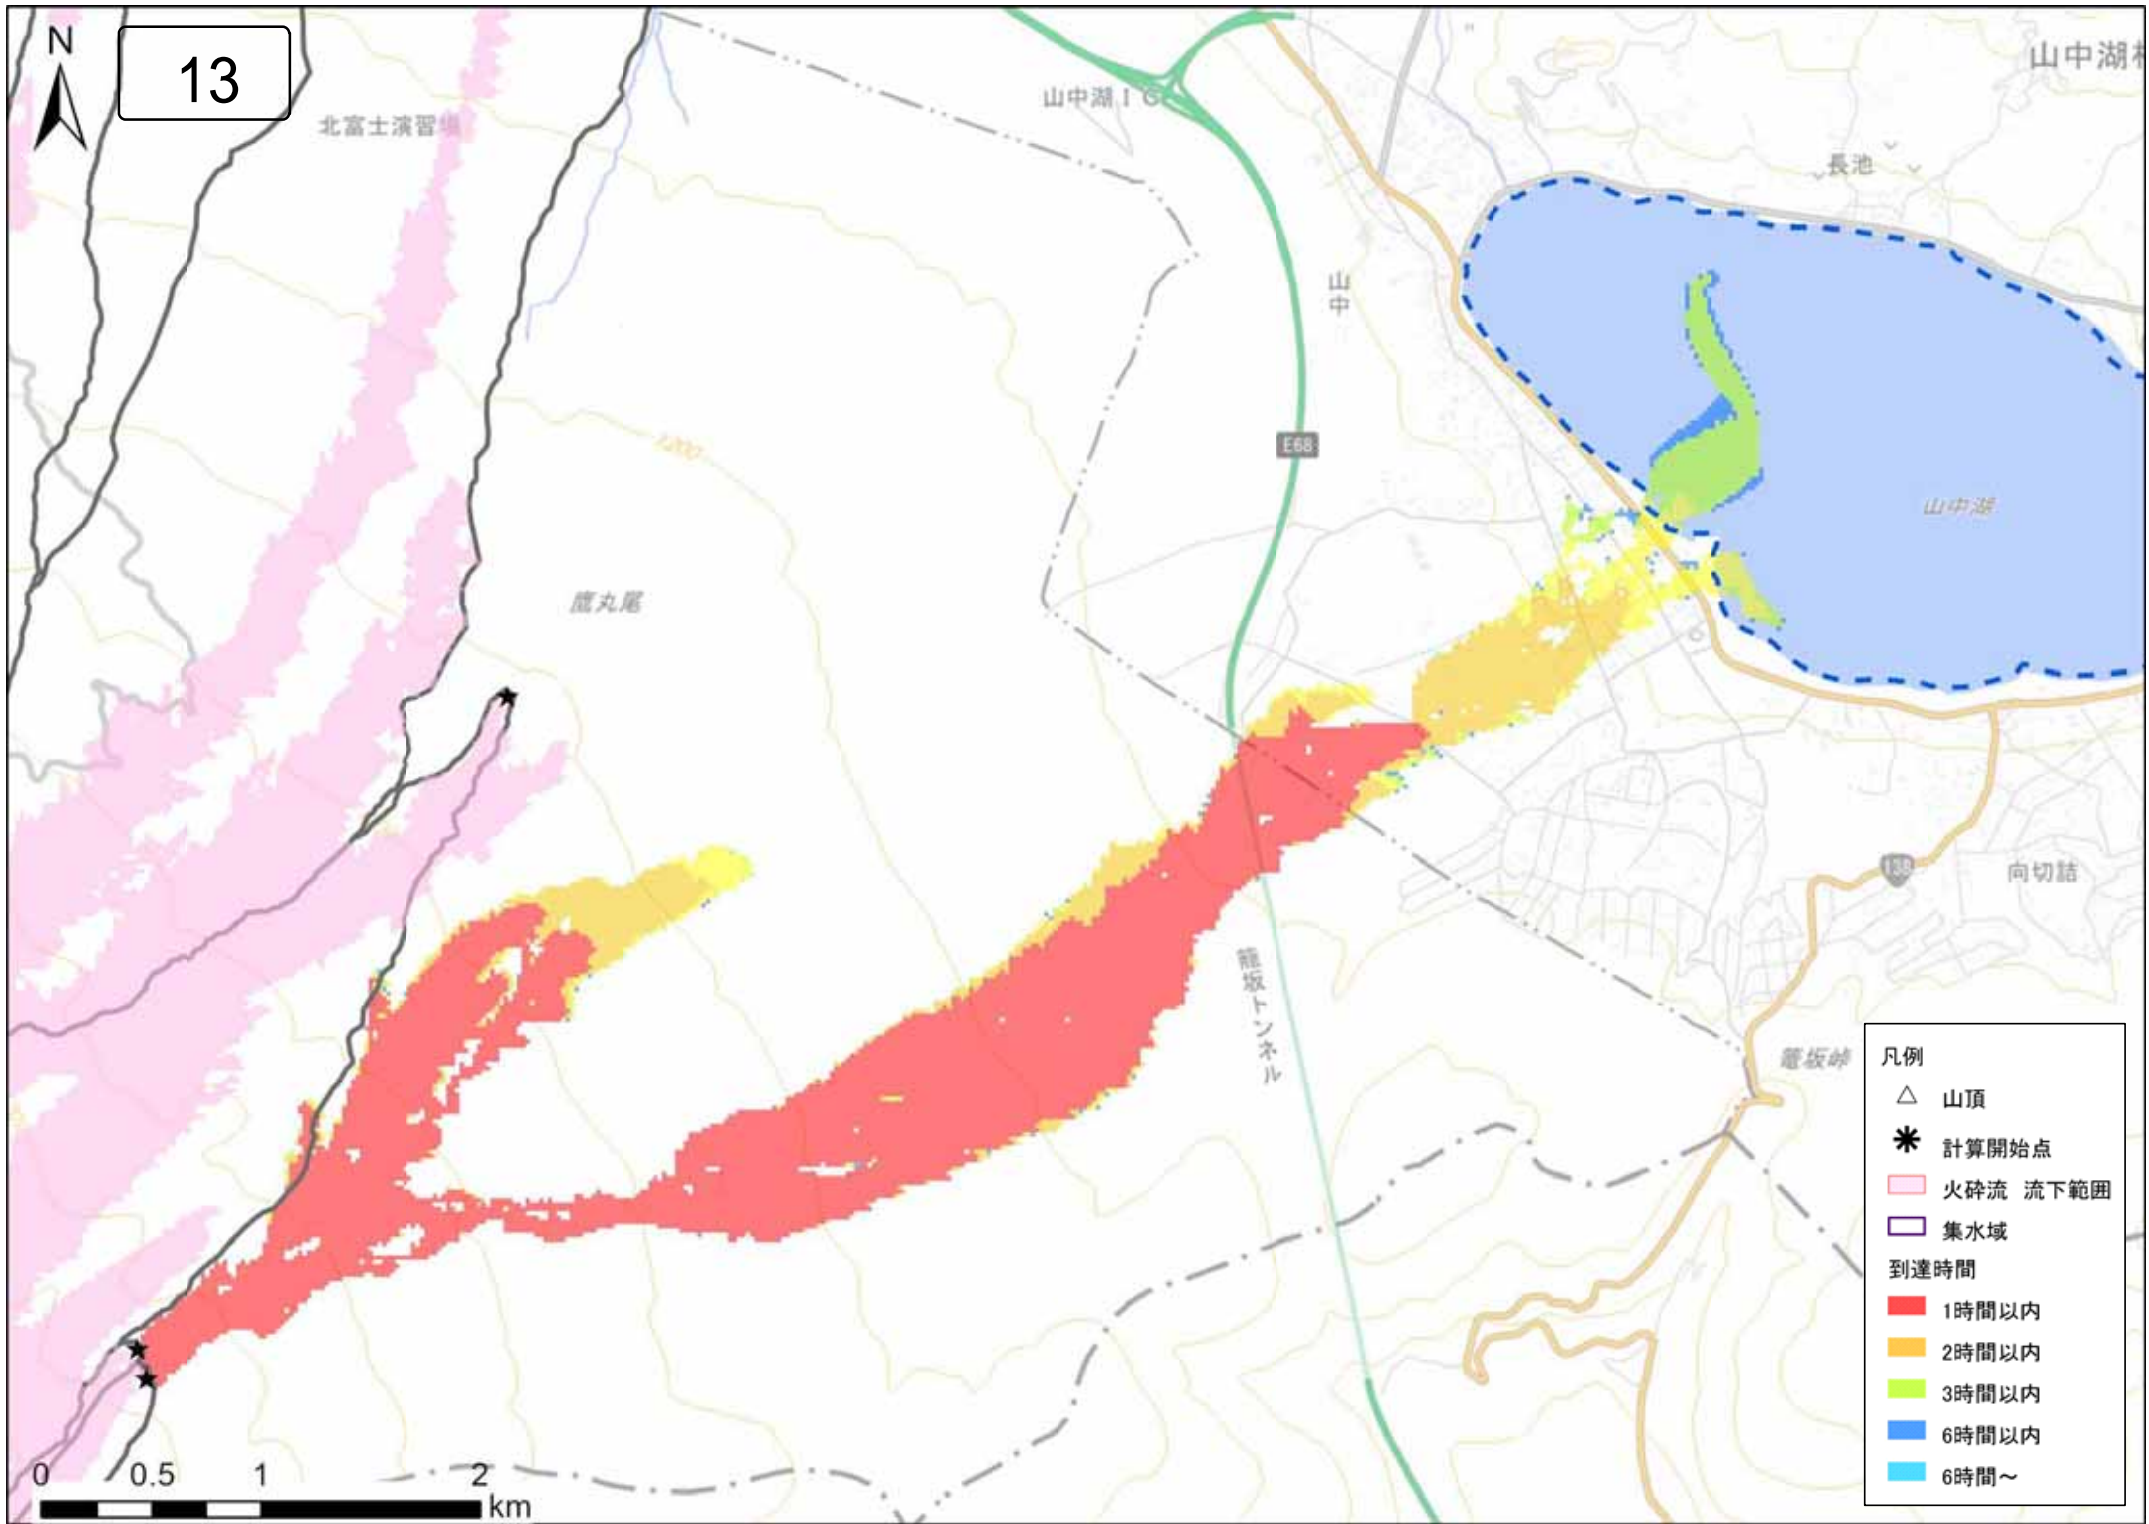 N
13
北富士演習場
山中湖IC
山中湖村
長池
山中
1200
E68
山中湖
鷹丸尾
138
向切詰
籠坂トンネル
籠坂峠
凡例
山頂
計算開始点
火砕流 流下範囲
集水域
到達時間
1時間以内
2時間以内
3時間以内
6時間以内
6時間～
0 0.5 1 2
km